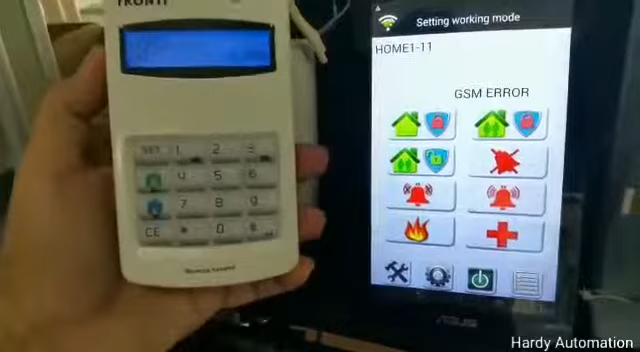 FRONTI
Setting working mode
HOME1-11
GSM ERROR
SET 1 2 3
4 5 6
7 8 9
CE * 0
ASUS
Hardy Automation